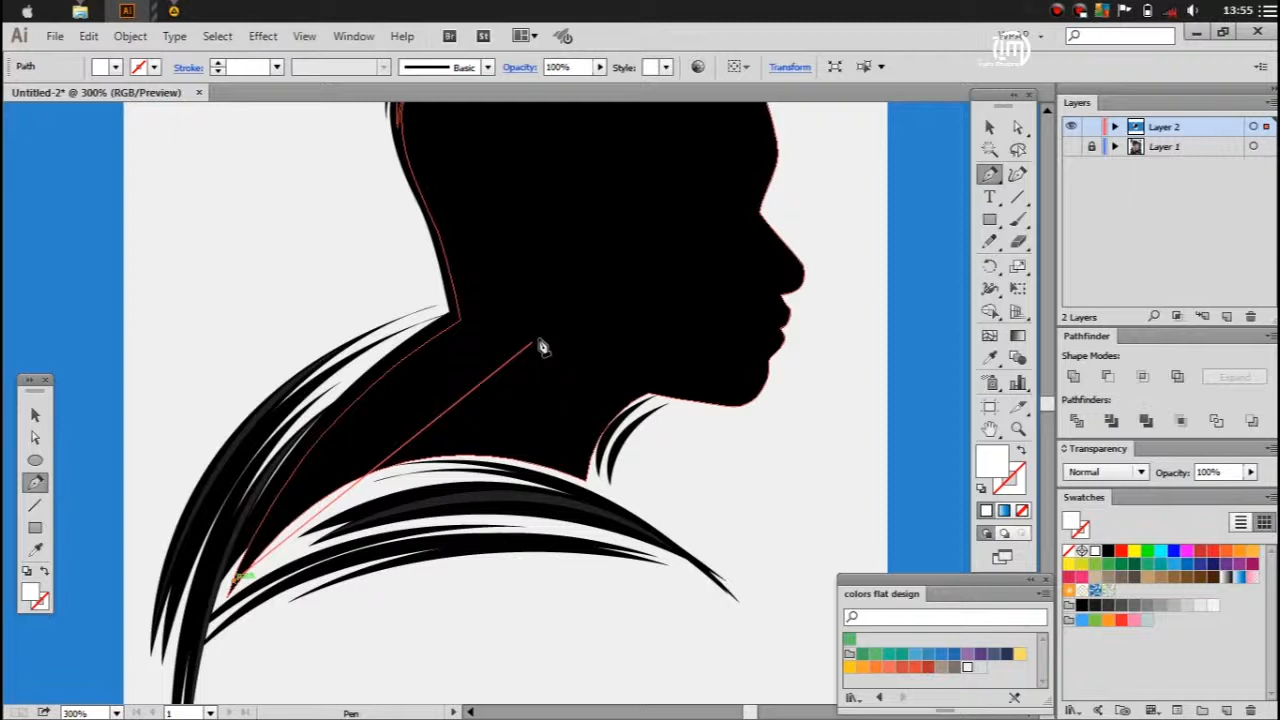 Ai
13:55
Ai File Edit Object Type Select Effect View Window Help Br St
Path Stroke: Basic Opacity: 100% Style: Transform
Untitled-2* @ 300% (RGB/Preview) ×
Layers
Layer 2
Layer 1
2 Layers
Pathfinder
Shape Modes:
Expand
Pathfinders:
Transparency
Normal Opacity: 100%
Swatches
colors flat design
300% 1 Pen